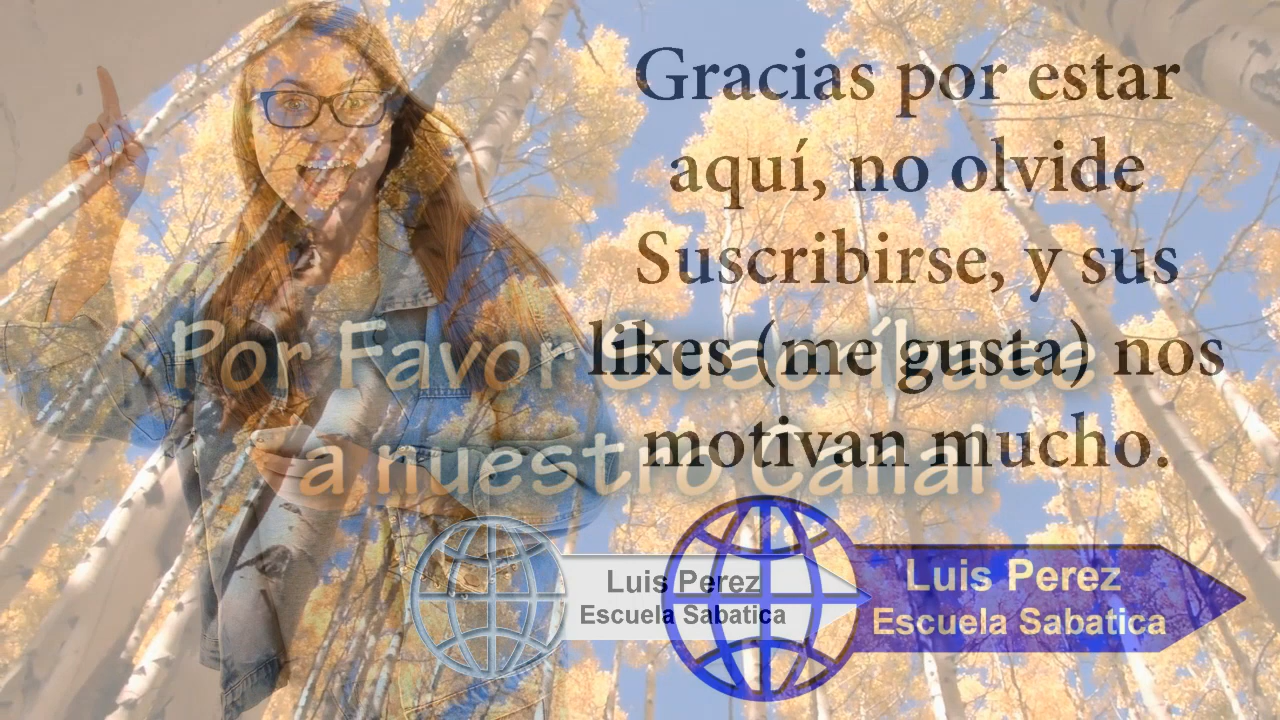 Gracias por estar
aquí, no olvide
Suscribirse, y sus
likes (me gusta) nos
motivan mucho.
Por Favor Suscríbase
a nuestro Canal
Luis Perez
Escuela Sabatica
Luis Perez
Escuela Sabatica